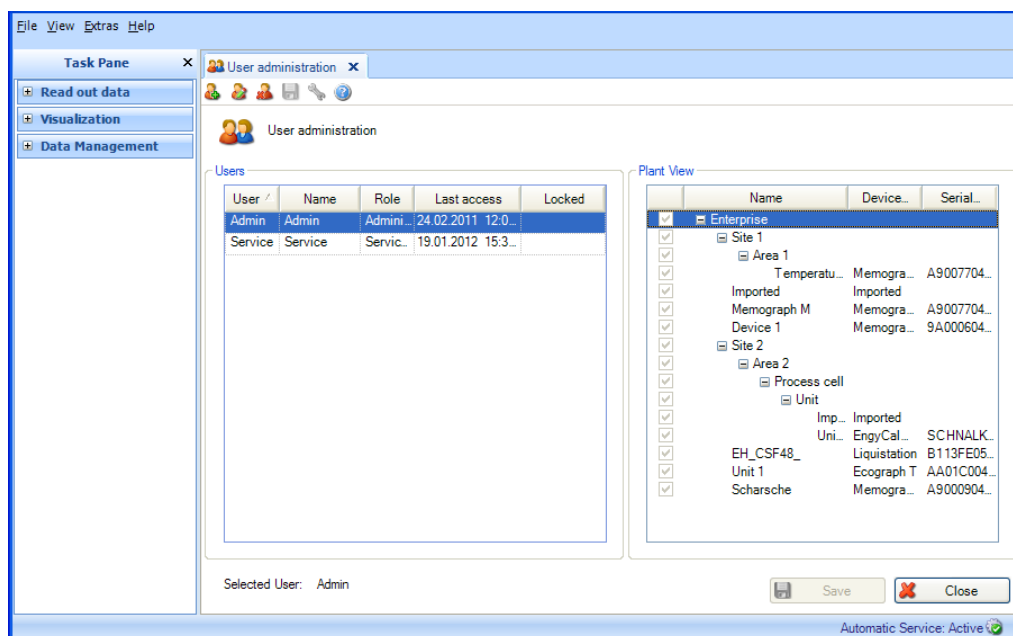 File View Extras Help
Task Pane
Read out data
Visualization
Data Management
User administration
User administration
Users
User Name Role Last access Locked
Admin Admin Admini... 24.02.2011 12:0...
Service Service Servic... 19.01.2012 15:3...
Plant View
Name Device... Serial...
Enterprise
Site 1
Area 1
Temperatu... Memogra... A9007704...
Imported Imported
Memograph M Memogra... A9007704...
Device 1 Memogra... 9A000604...
Site 2
Area 2
Process cell
Unit
Imp... Imported
Uni... EngyCal... SCHNALK...
EH_CSF48_ Liquistation B113FE05...
Unit 1 Ecograph T AA01C004...
Scharsche Memogra... A9000904...
Selected User: Admin
Save Close
Automatic Service: Active